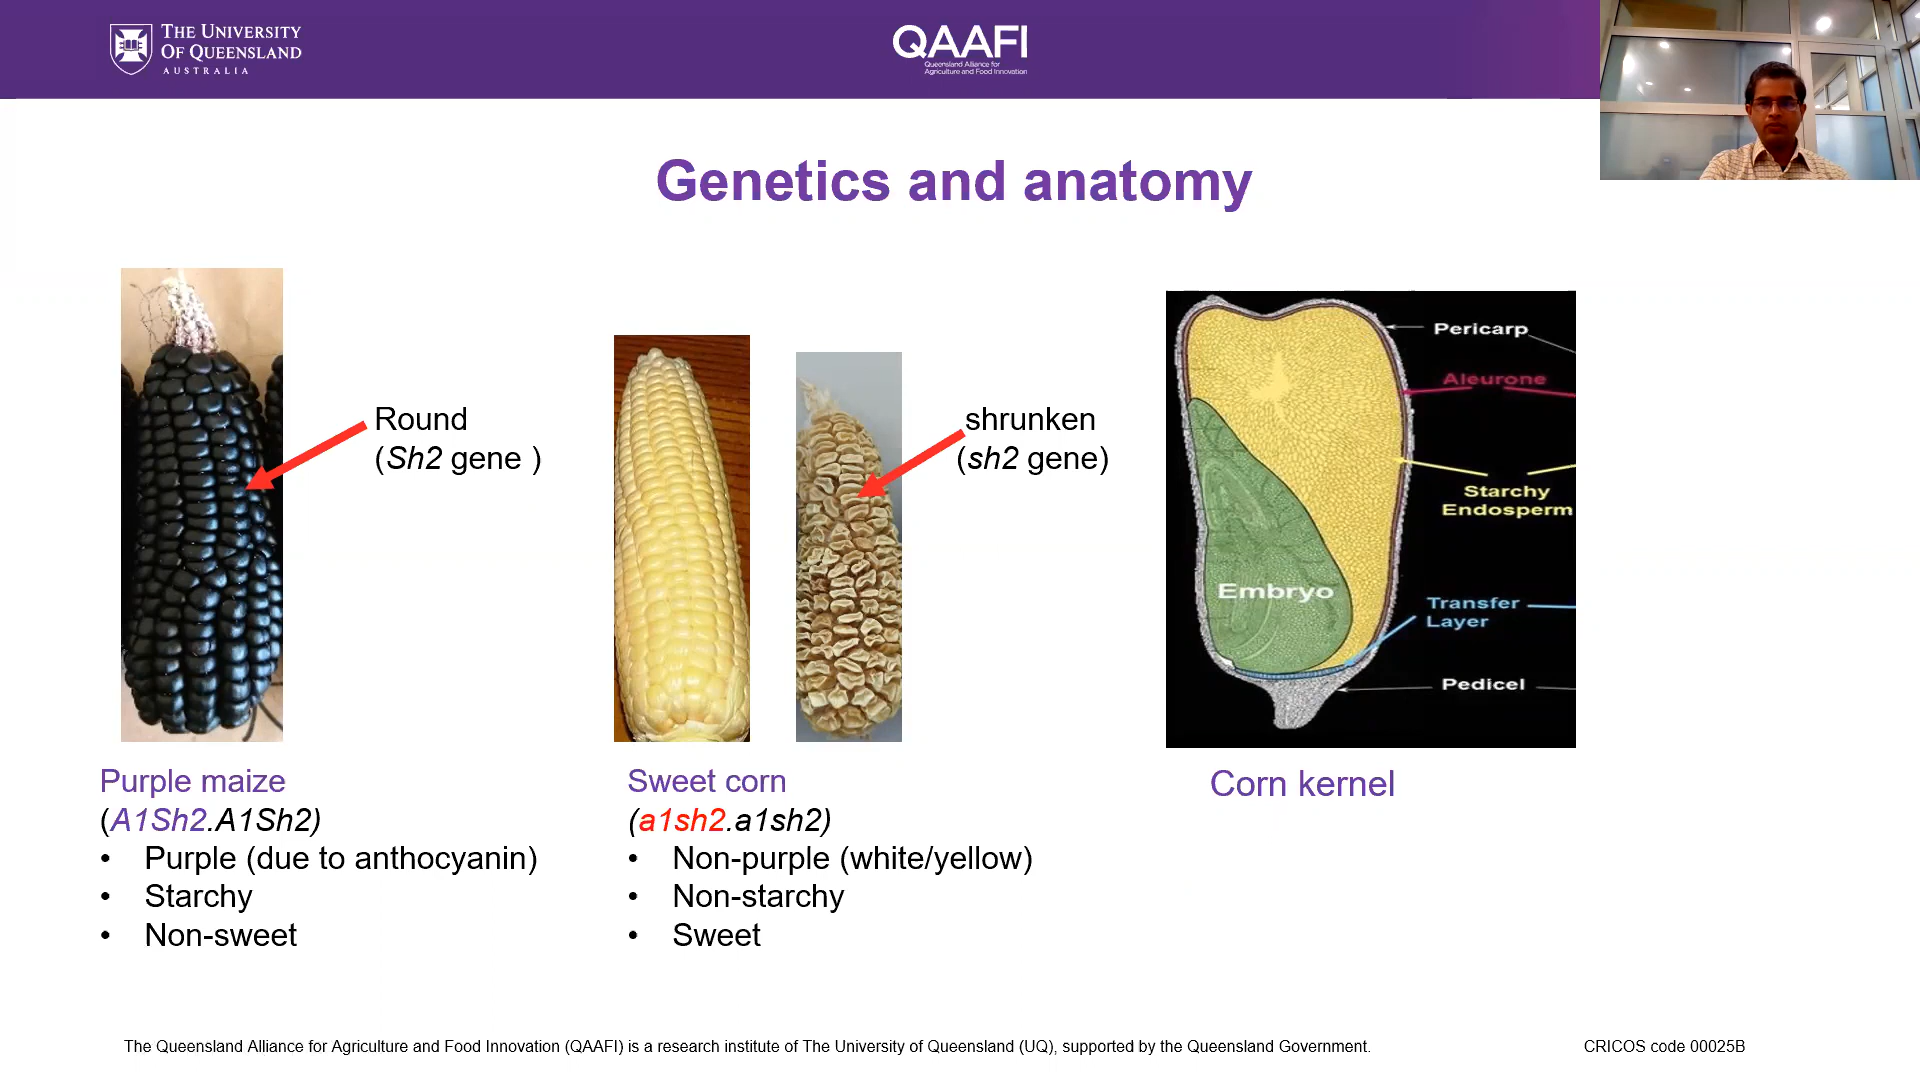 THE UNIVERSITY
OF QUEENSLAND
AUSTRALIA
QAAFI
Queensland Alliance for
Agriculture and Food Innovation
Genetics and anatomy
Round
(Sh2 gene )
shrunken
(sh2 gene)
Pericarp
Aleurone
Starchy
Endosperm
Embryo
Transfer
Layer
Pedicel
Purple maize
(A1Sh2.A1Sh2)
• Purple (due to anthocyanin)
• Starchy
• Non-sweet
Sweet corn
(a1sh2.a1sh2)
• Non-purple (white/yellow)
• Non-starchy
• Sweet
Corn kernel
The Queensland Alliance for Agriculture and Food Innovation (QAAFI) is a research institute of The University of Queensland (UQ), supported by the Queensland Government.
CRICOS code 00025B